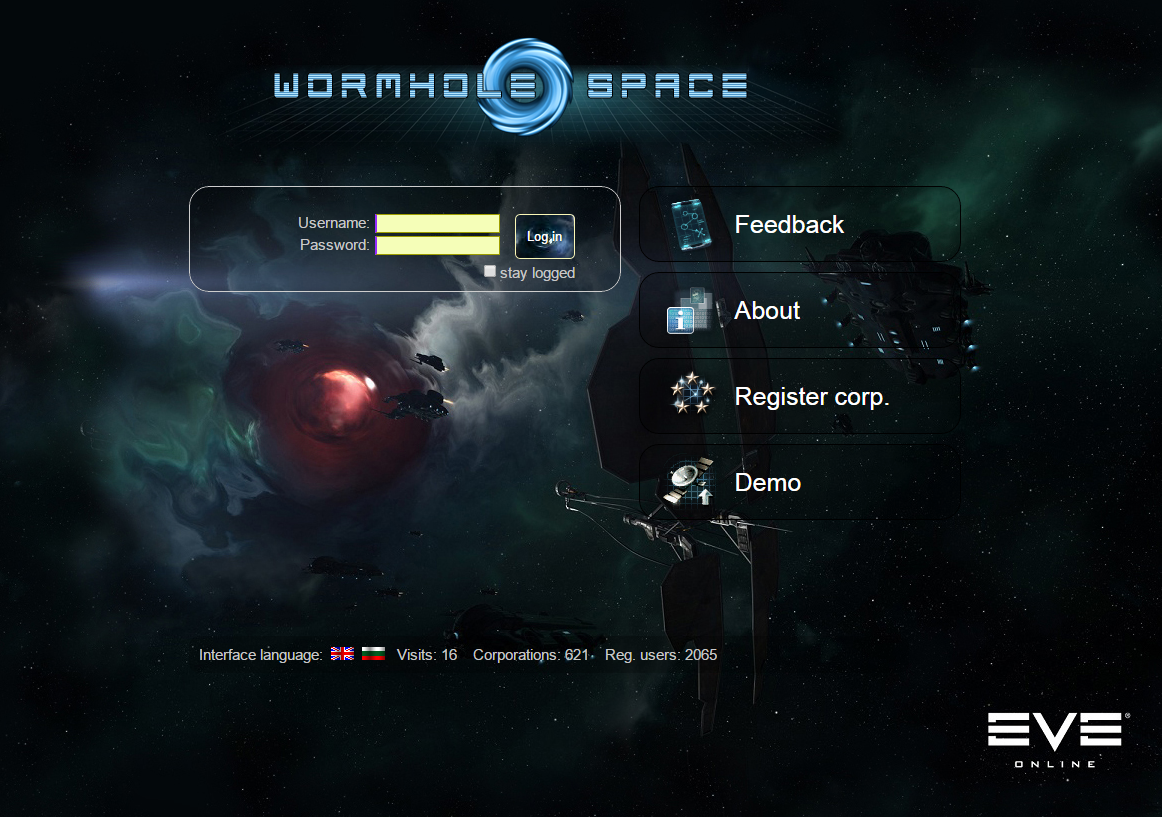 WORMHOLE SPACE
Username:
Password:
Log in
stay logged
Feedback
About
Register corp.
Demo
Interface language: Visits: 16 Corporations: 621 Reg. users: 2065
EVE®
ONLINE